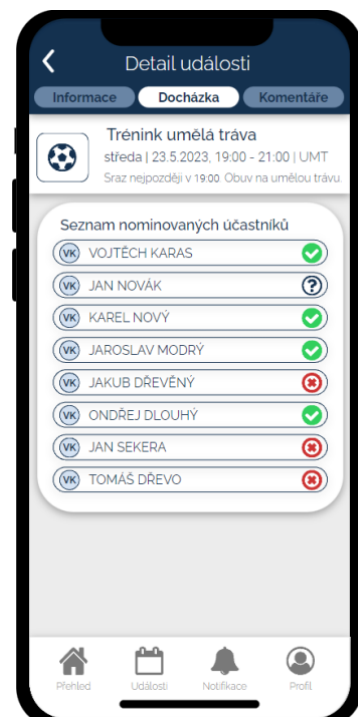 Detail události
Informace Docházka Komentáře
Trénink umělá tráva
středa | 23.5.2023, 19:00 - 21:00 | UMT
Sraz nejpozději v 19:00. Obuv na umělou trávu.
Seznam nominovaných účastníků
VK VOJTĚCH KARAS
VK JAN NOVÁK ?
VK KAREL NOVÝ
VK JAROSLAV MODRÝ
VK JAKUB DŘEVĚNÝ
VK ONDŘEJ DLOUHÝ
VK JAN SEKERA
VK TOMÁŠ DŘEVO
Přehled Události Notifikace Profil